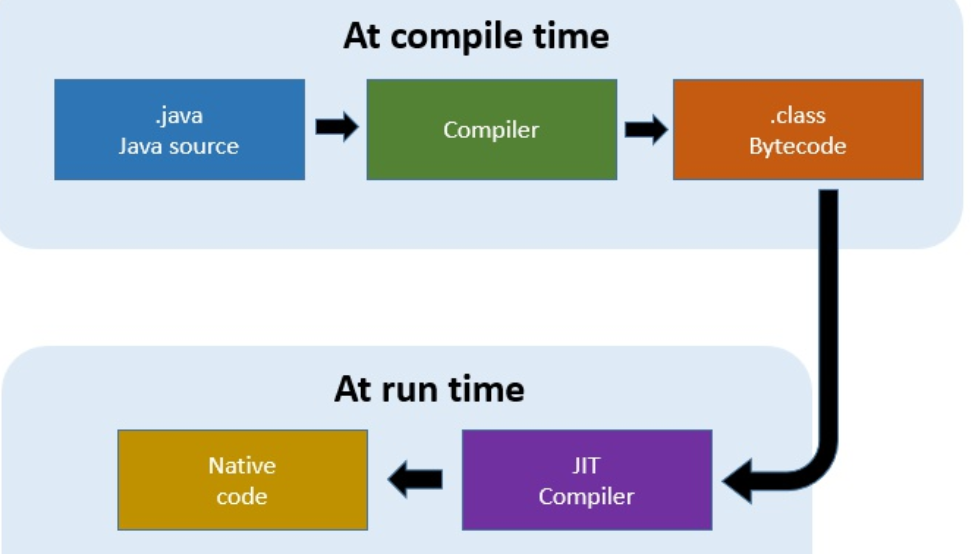 At compile time
.java
Java source
Compiler
.class
Bytecode
At run time
Native
code
JIT
Compiler